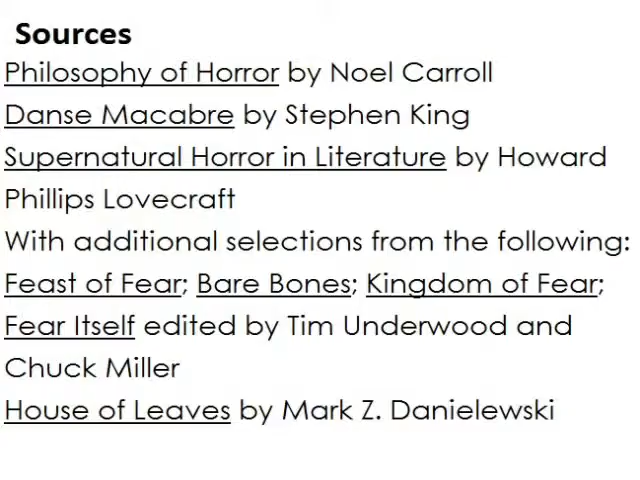 Sources
Philosophy of Horror by Noel Carroll
Danse Macabre by Stephen King
Supernatural Horror in Literature by Howard
Phillips Lovecraft
With additional selections from the following:
Feast of Fear; Bare Bones; Kingdom of Fear;
Fear Itself edited by Tim Underwood and
Chuck Miller
House of Leaves by Mark Z. Danielewski